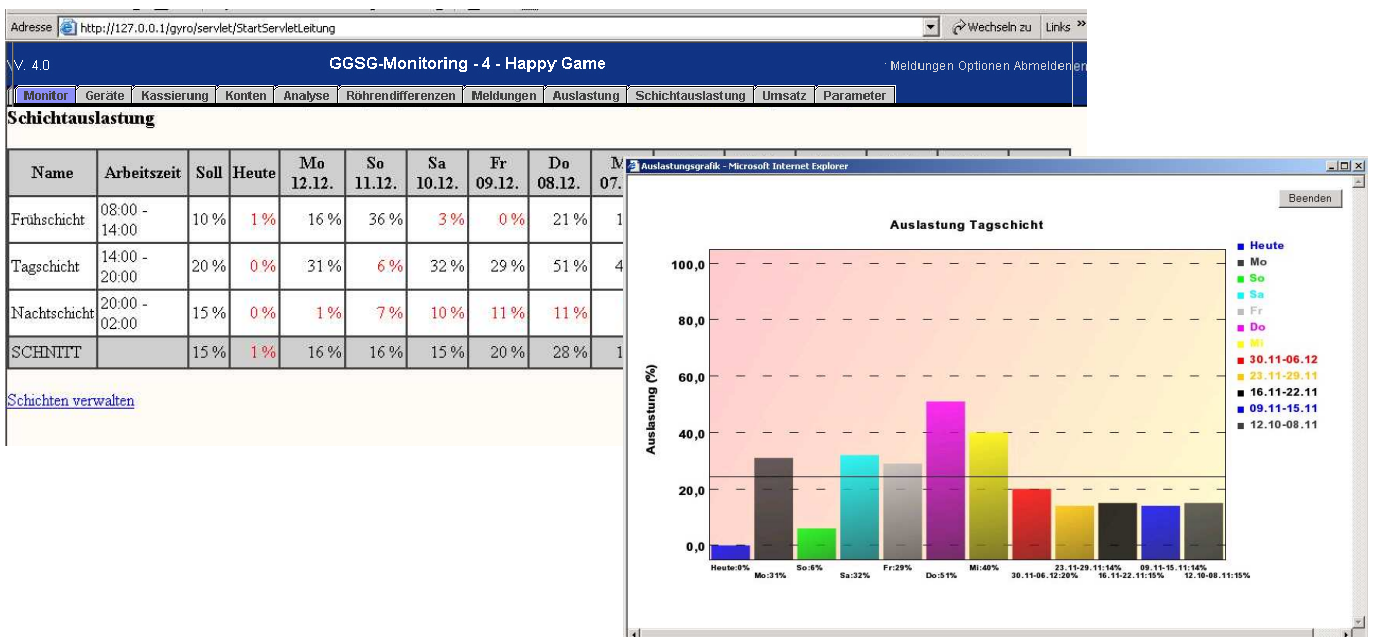 Adresse http://127.0.0.1/gyro/servlet/StartServletLeitung Wechseln zu Links »
V. 4.0 GGSG-Monitoring - 4 - Happy Game Meldungen Optionen Abmelden
Monitor Geräte Kassierung Konten Analyse Röhrendifferenzen Meldungen Auslastung Schichtauslastung Umsatz Parameter
Schichtauslastung
Name Arbeitszeit Soll Heute Mo 12.12. So 11.12. Sa 10.12. Fr 09.12. Do 08.12. M 07.
Frühschicht 08:00 - 14:00 10 % 1 % 16 % 36 % 3 % 0 % 21 % 1
Tagschicht 14:00 - 20:00 20 % 0 % 31 % 6 % 32 % 29 % 51 % 4
Nachtschicht 20:00 - 02:00 15 % 0 % 1 % 7 % 10 % 11 % 11 %
SCHNITT 15 % 1 % 16 % 16 % 15 % 20 % 28 % 1
Schichten verwalten
Auslastungsgrafik - Microsoft Internet Explorer
Beenden
Auslastung Tagschicht
Auslastung (%)
100,0
80,0
60,0
40,0
20,0
0,0
Heute:0%
Mo:31%
So:6%
Sa:32%
Fr:29%
Do:51%
Mi:40%
30.11-06.12:20%
23.11-29.11:14%
16.11-22.11:15%
09.11-15.11:14%
12.10-08.11:15%
Heute
Mo
So
Sa
Fr
Do
Mi
30.11-06.12
23.11-29.11
16.11-22.11
09.11-15.11
12.10-08.11